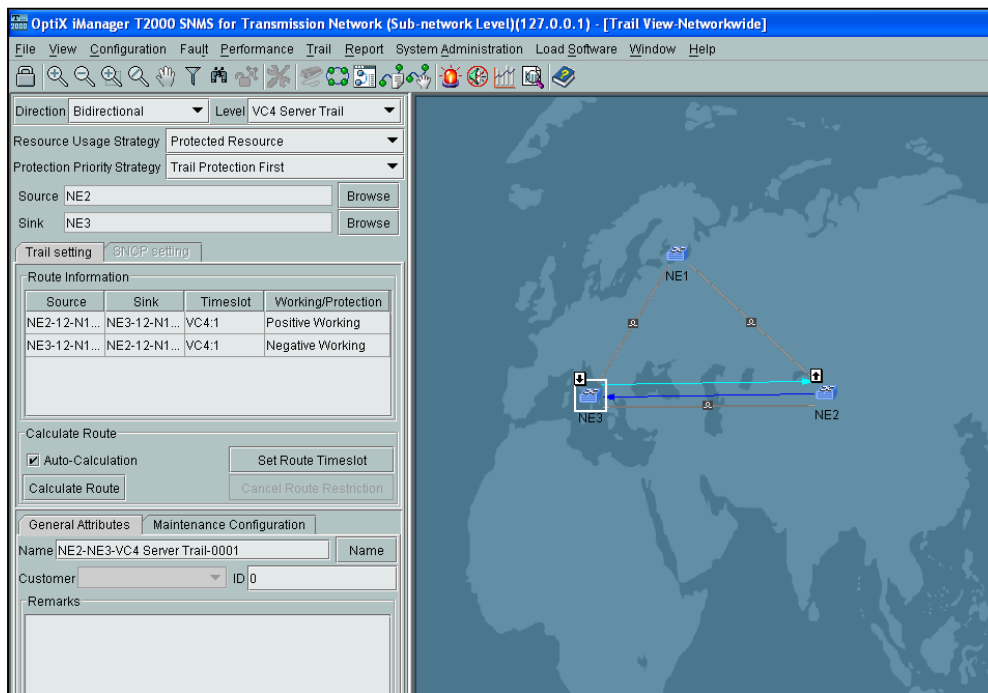 OptiX iManager T2000 SNMS for Transmission Network (Sub-network Level)(127.0.0.1) - [Trail View-Networkwide]
File View Configuration Fault Performance Trail Report System Administration Load Software Window Help
Direction Bidirectional Level VC4 Server Trail
Resource Usage Strategy Protected Resource
Protection Priority Strategy Trail Protection First
Source NE2 Browse
Sink NE3 Browse
Trail setting SNCP setting
Route Information
Source Sink Timeslot Working/Protection
NE2-12-N1... NE3-12-N1... VC4:1 Positive Working
NE3-12-N1... NE2-12-N1... VC4:1 Negative Working
Calculate Route
Auto-Calculation Set Route Timeslot
Calculate Route Cancel Route Restriction
General Attributes Maintenance Configuration
Name NE2-NE3-VC4 Server Trail-0001 Name
Customer ID 0
Remarks
NE1
NE3
NE2